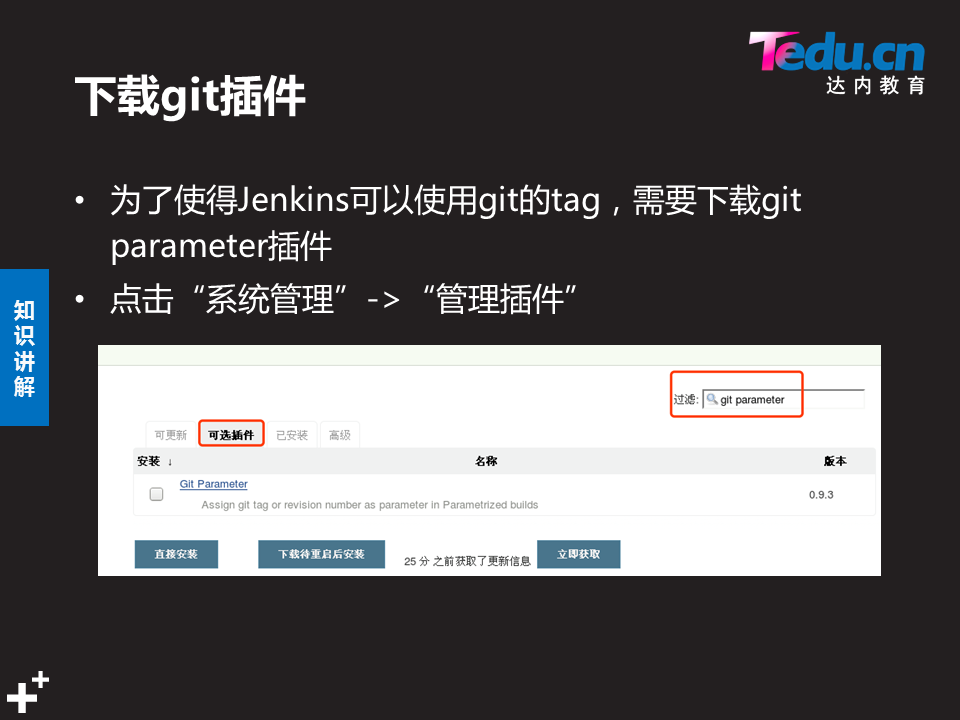 Tedu.cn
达内教育
下载git插件
• 为了使得Jenkins可以使用git的tag，需要下载git
parameter插件
• 点击“系统管理”->“管理插件”
知
识
讲
解
过滤: git parameter
可更新 可选插件 已安装 高级
安装 ↓ 名称 版本
Git Parameter
Assign git tag or revision number as parameter in Parametrized builds
0.9.3
直接安装 下载待重启后安装 25 分 之前获取了更新信息 立即获取